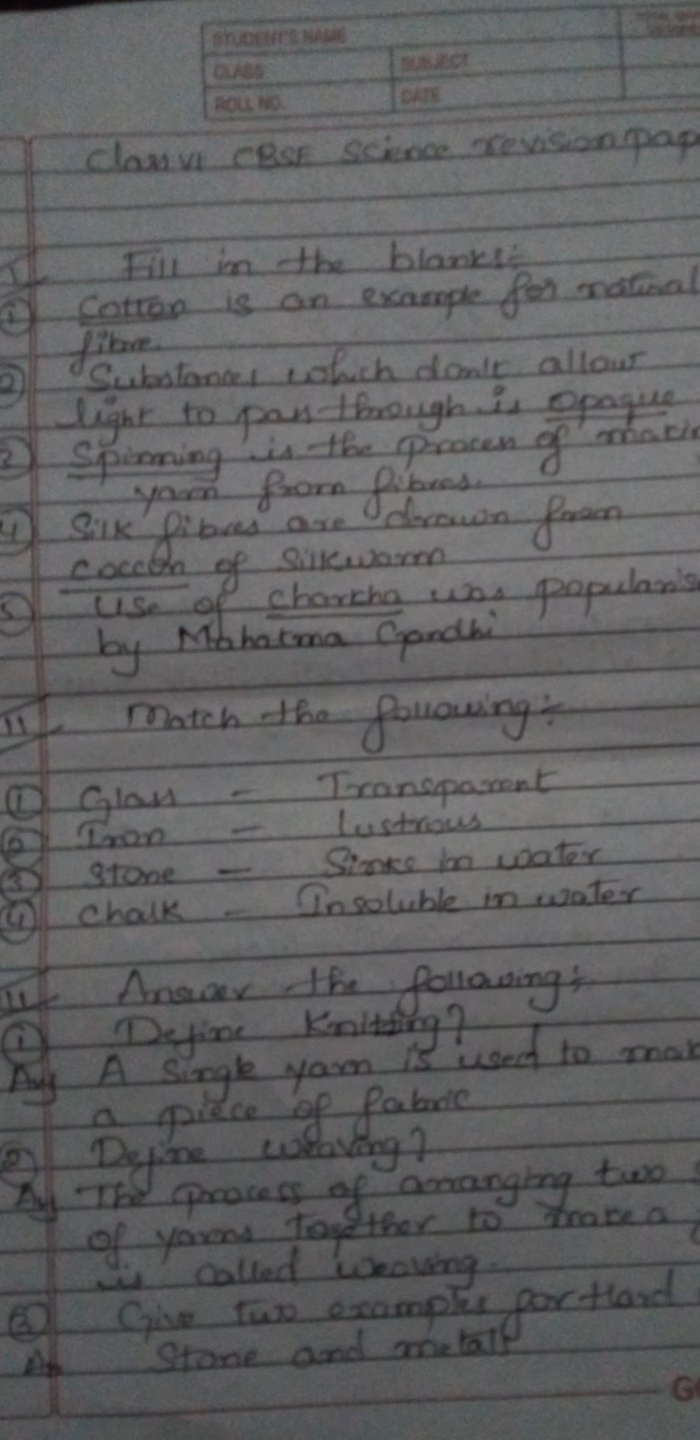 STUDENT'S NAME
CLASS SUBJECT
ROLL NO. DATE
Class VI CBSE Science revision pap
I Fill in the blanks:-
① Cotton is an example for natural
fibre.
② Substances which don't allow
light to pass through is opaque
③ Spinning is the process of makin
yarn from fibres.
④ Silk fibres are drawn from
cocoon of silkworm
⑤ Use of charkha was popularis
by Mahatma Gandhi
II Match the following:-
① Glass - Transparent
② Iron - lustrous
③ Stone - Sinks in water
④ Chalk - Insoluble in water
II Answer the following:-
① Define Knitting?
Ans A Single yarn is used to mak
a piece of fabric
② Define weaving?
Ans The process of arranging two
of yarns together to make a
is called weaving.
③ Give two examples for Hard
An Stone and metals